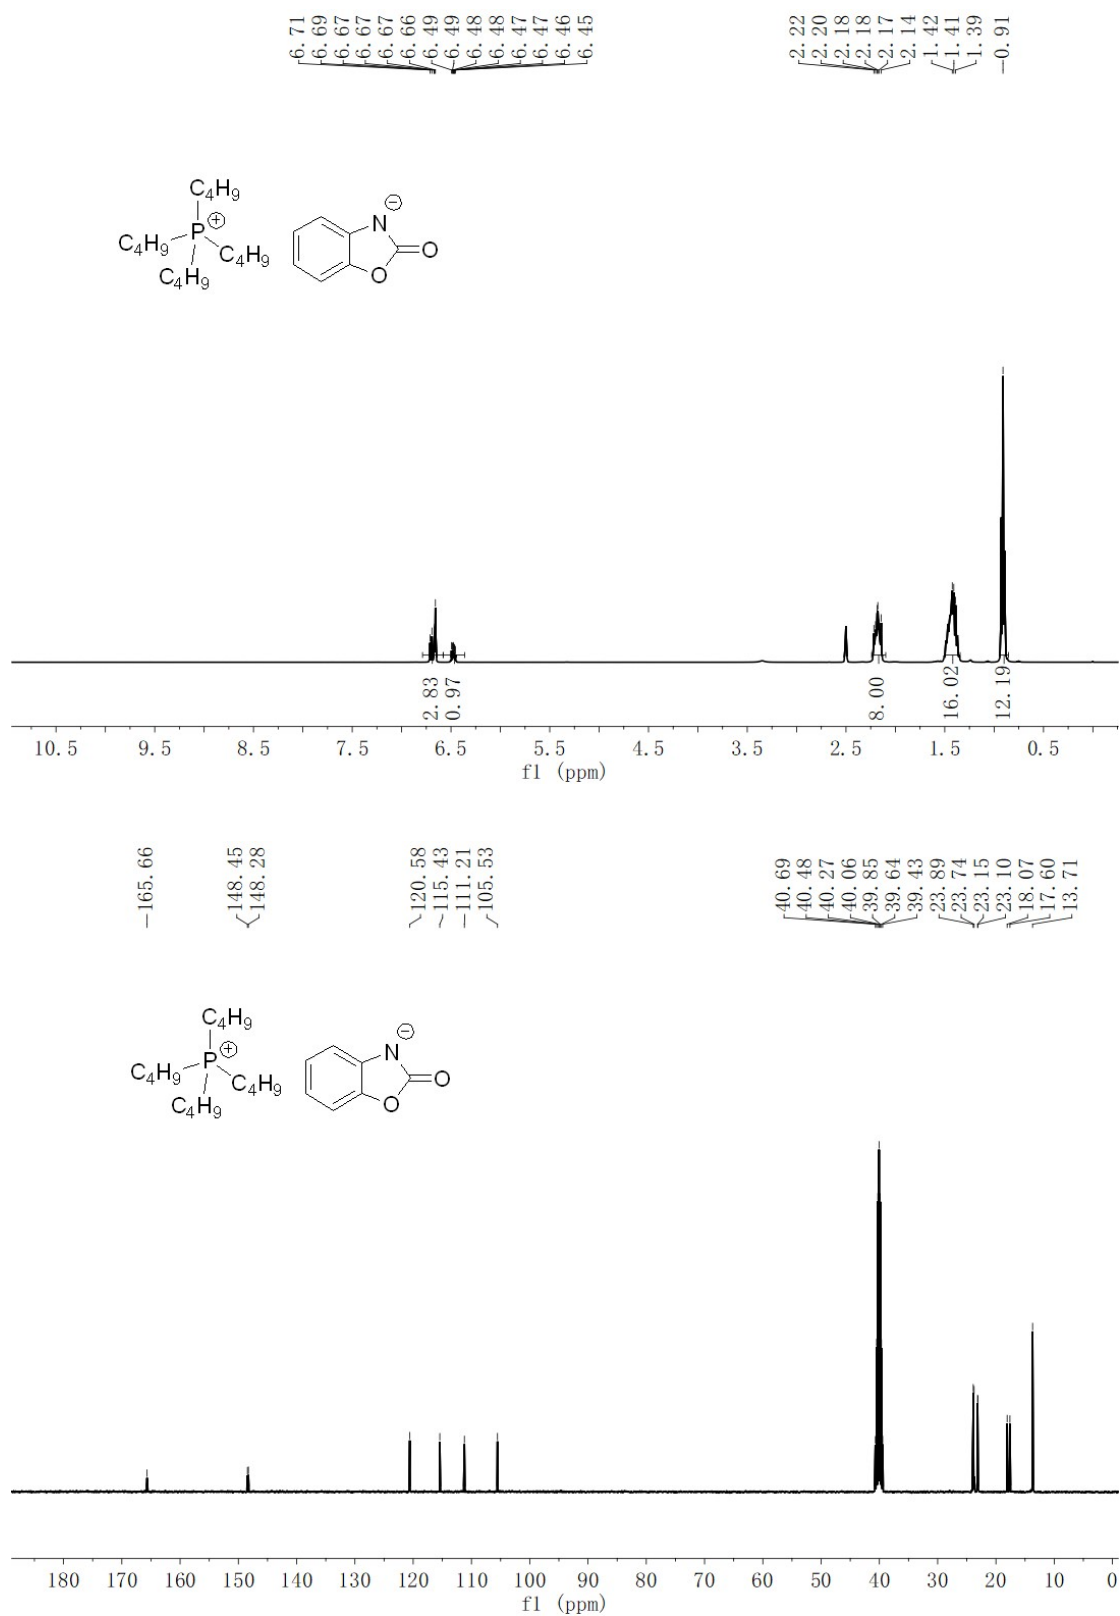 6.71 6.69 6.67 6.67 6.67 6.66 6.49 6.49 6.48 6.48 6.47 6.47 6.46 6.45 2.22 2.20 2.18 2.18 2.17 2.14 1.42 1.41 1.39 0.91
C4H9
P⊕
C4H9 C4H9
C4H9
N ⊖
O
O
2.83 0.97 8.00 16.02 12.19
10.5 9.5 8.5 7.5 6.5 5.5 4.5 3.5 2.5 1.5 0.5
f1 (ppm)
165.66 148.45 148.28 120.58 115.43 111.21 105.53 40.69 40.48 40.27 40.06 39.85 39.64 39.43 23.89 23.74 23.15 23.10 18.07 17.60 13.71
C4H9
P⊕
C4H9 C4H9
C4H9
N ⊖
O
O
180 170 160 150 140 130 120 110 100 90 80 70 60 50 40 30 20 10 0
f1 (ppm)